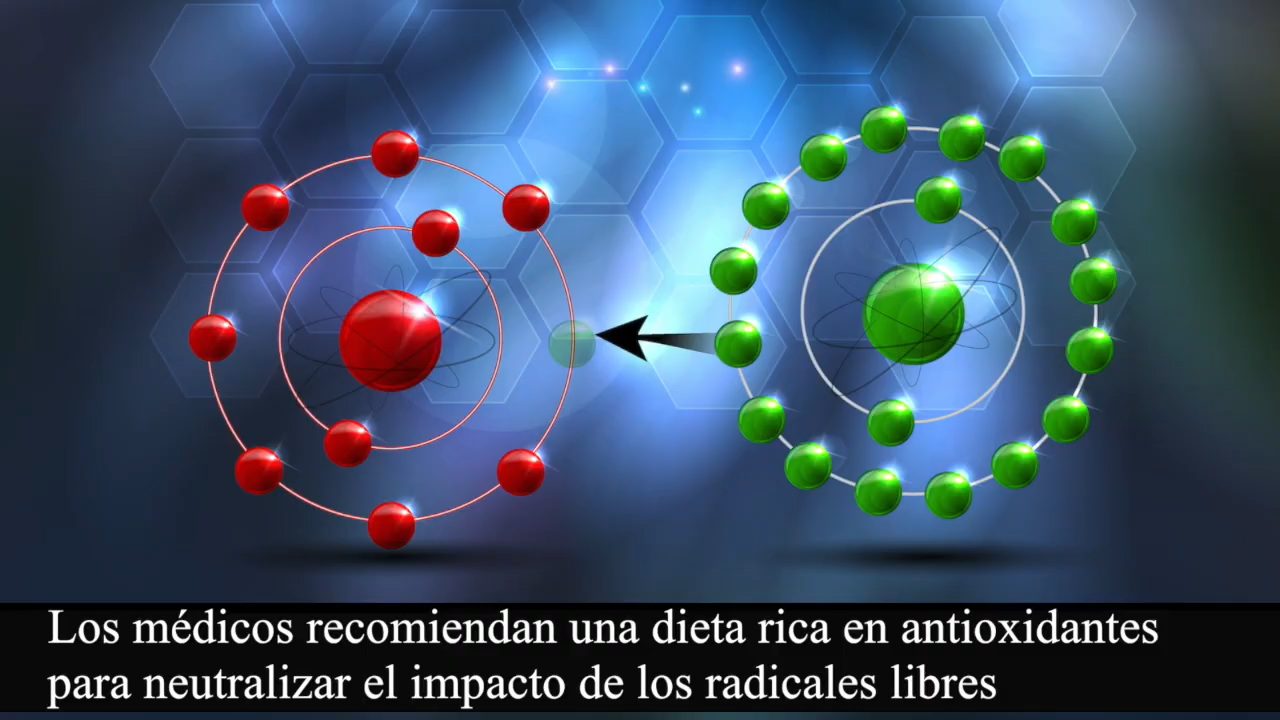 Los médicos recomiendan una dieta rica en antioxidantes
para neutralizar el impacto de los radicales libres